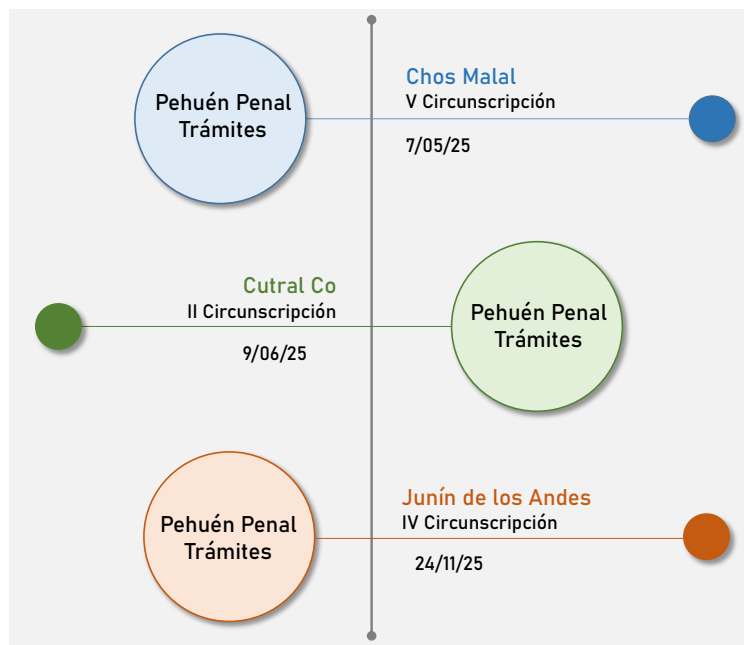 Pehuén Penal
Trámites
Chos Malal
V Circunscripción
7/05/25
Cutral Co
II Circunscripción
9/06/25
Pehuén Penal
Trámites
Pehuén Penal
Trámites
Junín de los Andes
IV Circunscripción
24/11/25